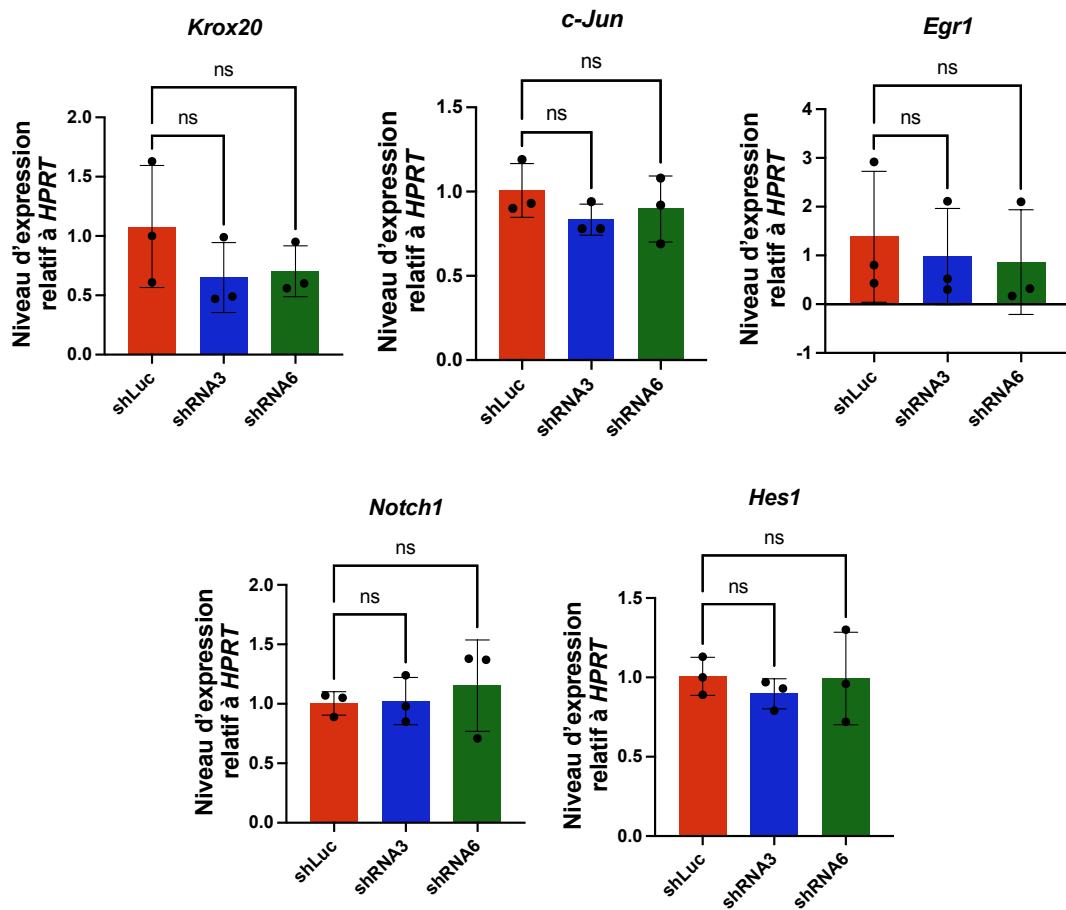 Krox20
ns
ns
2.0
1.5
1.0
0.5
0.0
Niveau d'expression
relatif à HPRT
shLuc
shRNA3
shRNA6
c-Jun
ns
ns
1.5
1.0
0.5
0.0
Niveau d'expression
relatif à HPRT
shLuc
shRNA3
shRNA6
Egr1
ns
ns
4
3
2
1
0
-1
Niveau d'expression
relatif à HPRT
shLuc
shRNA3
shRNA6
Notch1
ns
ns
2.0
1.5
1.0
0.5
0.0
Niveau d'expression
relatif à HPRT
shLuc
shRNA3
shRNA6
Hes1
ns
ns
1.5
1.0
0.5
0.0
Niveau d'expression
relatif à HPRT
shLuc
shRNA3
shRNA6